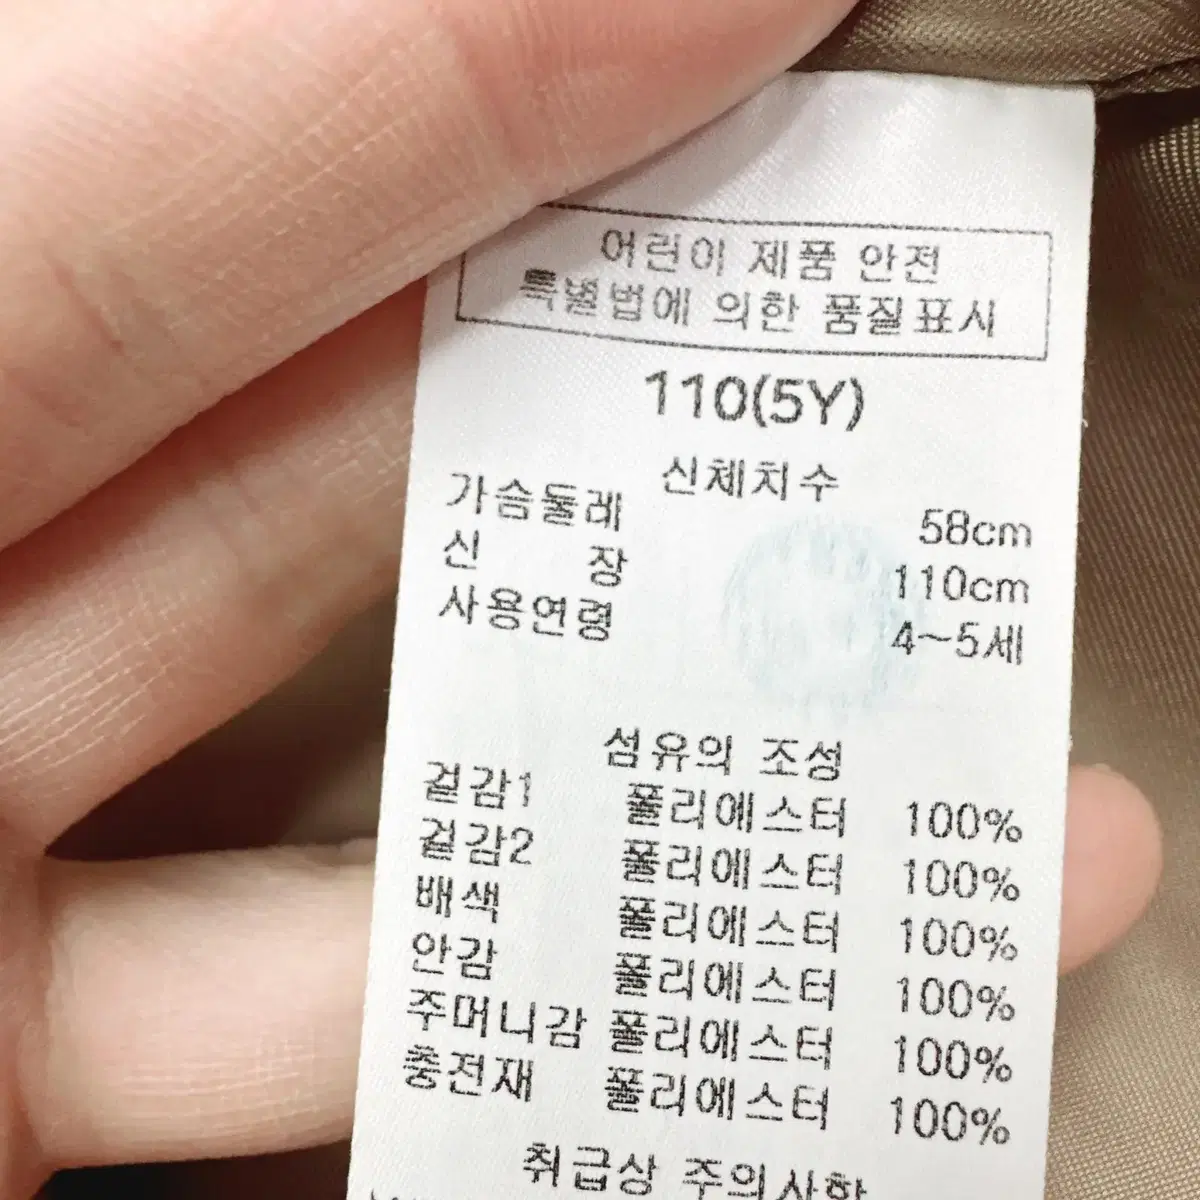 어린이 제품 안전
특별법에 의한 품질표시
110(5Y)
신체치수
가슴둘레 58cm
신 장 110cm
사용연령 4~5세
섬유의 조성
겉감1 폴리에스터 100%
겉감2 폴리에스터 100%
배색 폴리에스터 100%
안감 폴리에스터 100%
주머니감 폴리에스터 100%
충전재 폴리에스터 100%
취급상 주의사항